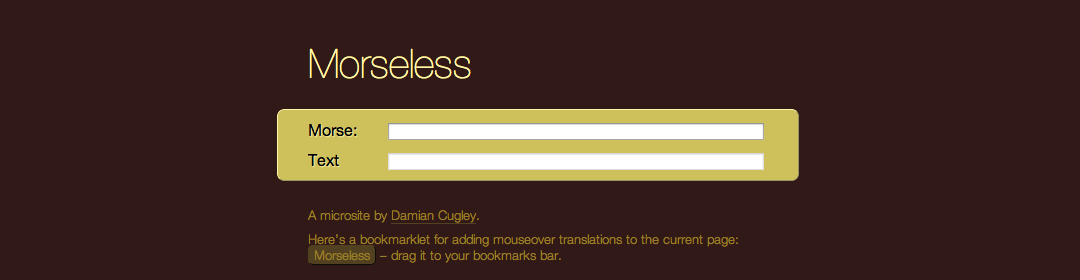 Morseless
Morse:
Text
A microsite by Damian Cugley.
Here's a bookmarklet for adding mouseover translations to the current page:
Morseless – drag it to your bookmarks bar.